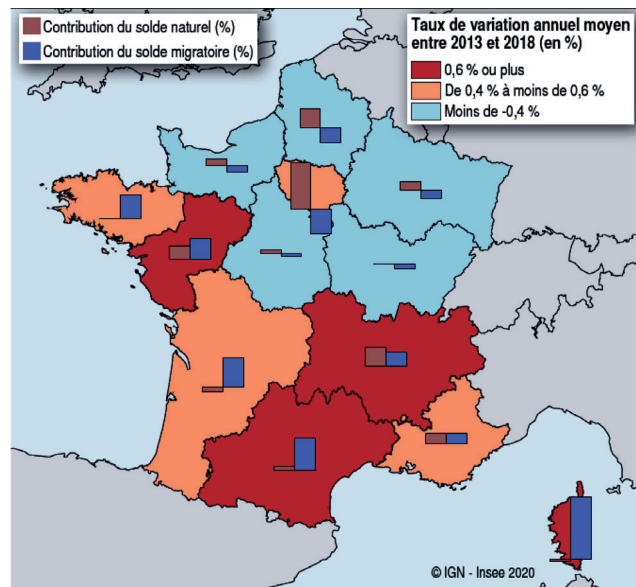 Contribution du solde naturel (%)
Contribution du solde migratoire (%)
Taux de variation annuel moyen
entre 2013 et 2018 (en %)
0,6 % ou plus
De 0,4 % à moins de 0,6 %
Moins de -0,4 %
© IGN - Insee 2020